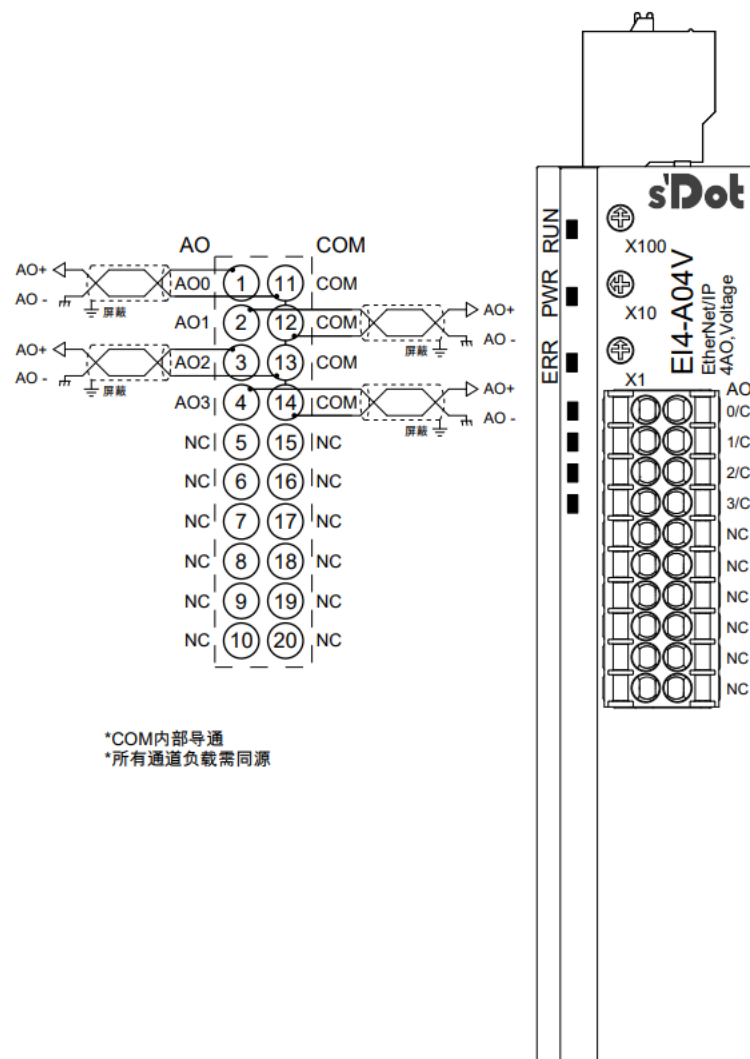 AO COM
AO+ AO0 1 11 COM
AO -
屏蔽
AO1 2 12 COM AO+
AO -
屏蔽
AO+ AO2 3 13 COM
AO -
屏蔽
AO3 4 14 COM AO+
AO -
屏蔽
NC 5 15 NC
NC 6 16 NC
NC 7 17 NC
NC 8 18 NC
NC 9 19 NC
NC 10 20 NC
*COM内部导通
*所有通道负载需同源
s'Dot
RUN
PWR
ERR
X100
X10
X1
EI4-A04V
EtherNet/IP
4AO,Voltage
AO
0/C
1/C
2/C
3/C
NC
NC
NC
NC
NC
NC